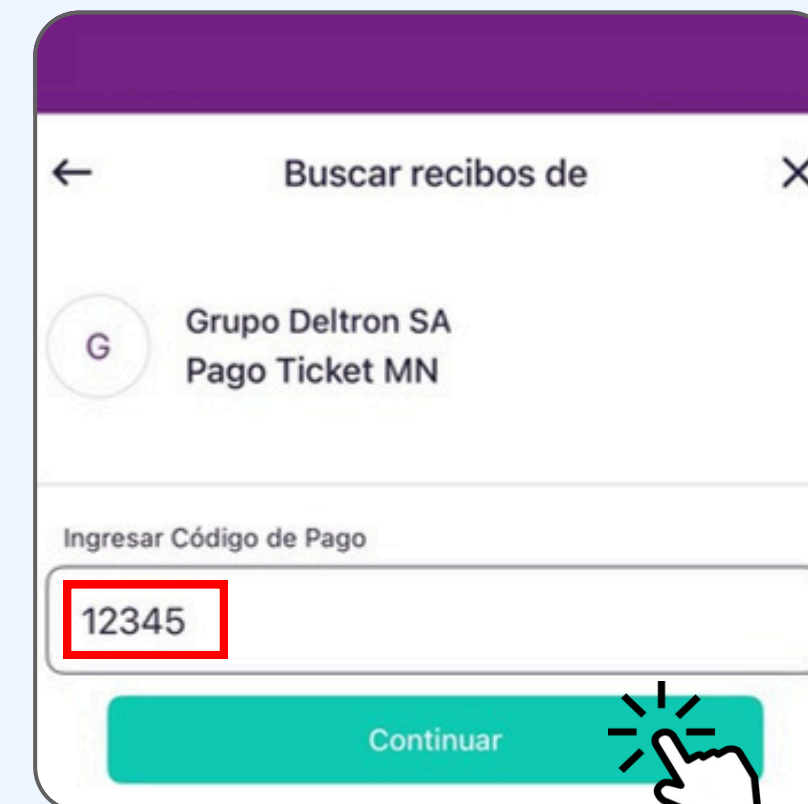 Buscar recibos de
G
Grupo Deltron SA
Pago Ticket MN
Ingresar Código de Pago
12345
Continuar